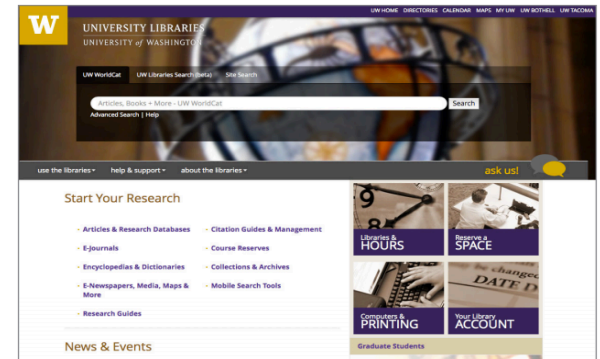 UW HOME DIRECTORIES CALENDAR MAPS MY UW UW BOTHELL UW TACOMA
W
UNIVERSITY LIBRARIES
UNIVERSITY of WASHINGTON
UW WorldCat UW Libraries Search (beta) Site Search
Articles, Books + More - UW WorldCat Search
Advanced Search | Help
use the libraries help & support about the libraries ask us!
Start Your Research
Articles & Research Databases
E-Journals
Encyclopedias & Dictionaries
E-Newspapers, Media, Maps &
More
Research Guides
Citation Guides & Management
Course Reserves
Collections & Archives
Mobile Search Tools
9
8
Libraries &
HOURS
Reserve a
SPACE
Computers &
PRINTING
be changed
DATE D
Your Library
ACCOUNT
News & Events
Graduate Students